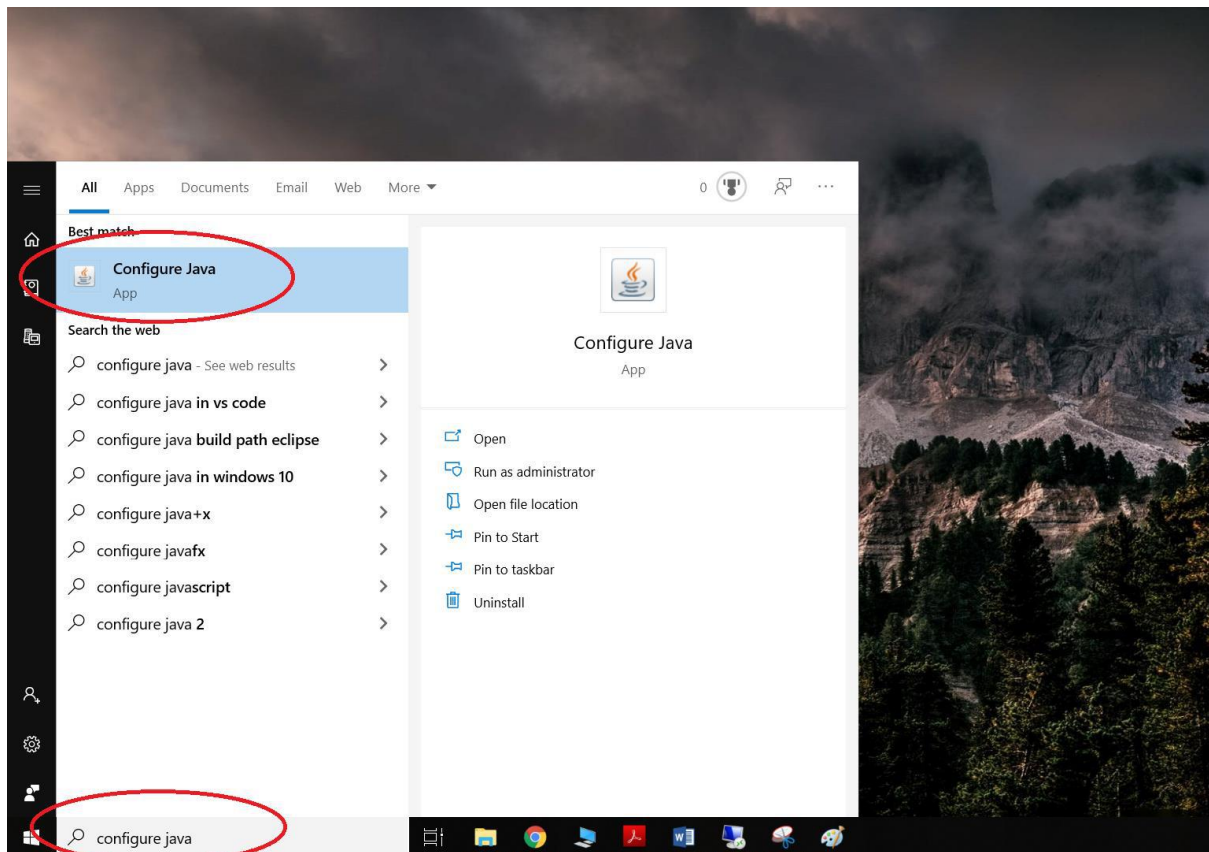 All Apps Documents Email Web More 0 ...
Best match
Configure Java
App
Search the web
configure java - See web results
configure java in vs code
configure java build path eclipse
configure java in windows 10
configure java+x
configure javafx
configure javascript
configure java 2
Configure Java
App
Open
Run as administrator
Open file location
Pin to Start
Pin to taskbar
Uninstall
configure java